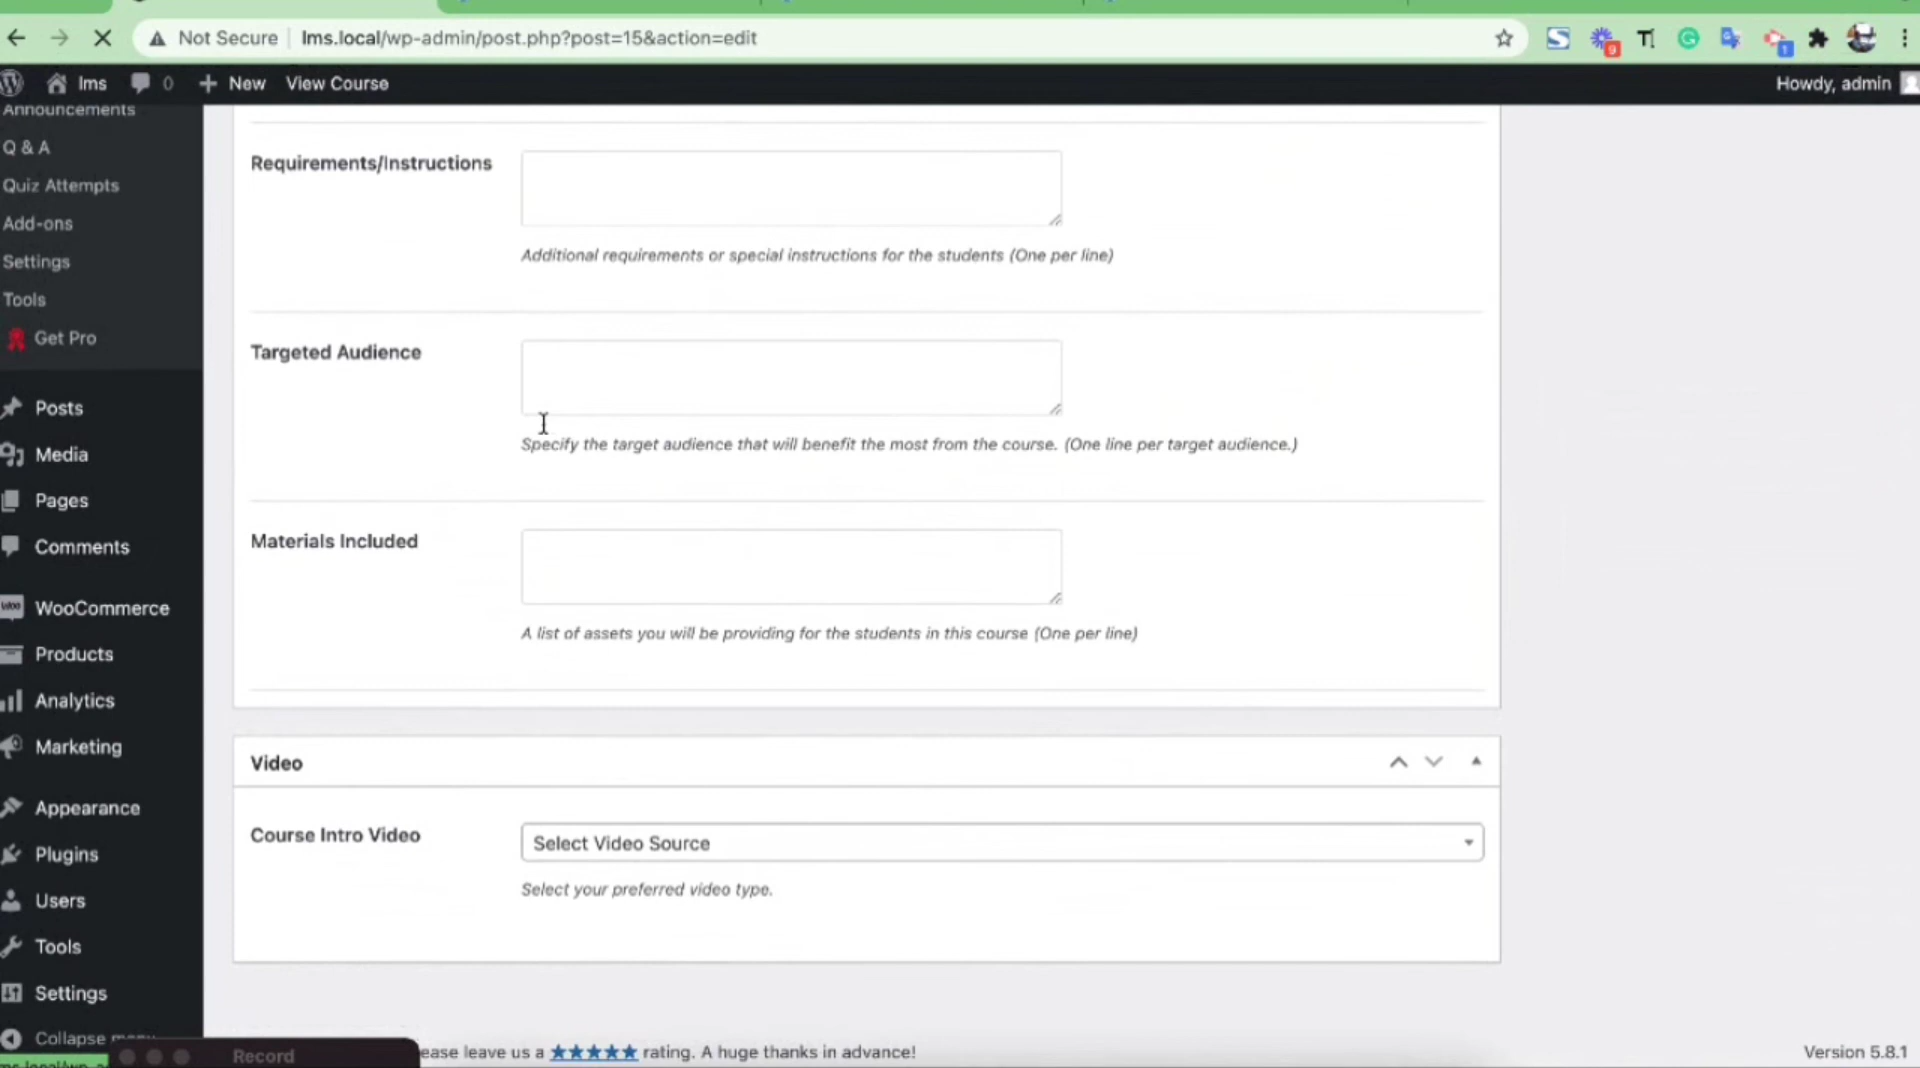 Not Secure lms.local/wp-admin/post.php?post=15&action=edit
9
1
lms 0 New View Course Howdy, admin
Announcements
Q & A
Quiz Attempts
Add-ons
Settings
Tools
Get Pro
Posts
Media
Pages
Comments
WooCommerce
Products
Analytics
Marketing
Appearance
Plugins
Users
Tools
Settings
Collapse
Requirements/Instructions
Additional requirements or special instructions for the students (One per line)
Targeted Audience
Specify the target audience that will benefit the most from the course. (One line per target audience.)
Materials Included
A list of assets you will be providing for the students in this course (One per line)
Video
Course Intro Video
Select Video Source
Select your preferred video type.
Record
ease leave us a ★★★★★ rating. A huge thanks in advance!
Version 5.8.1